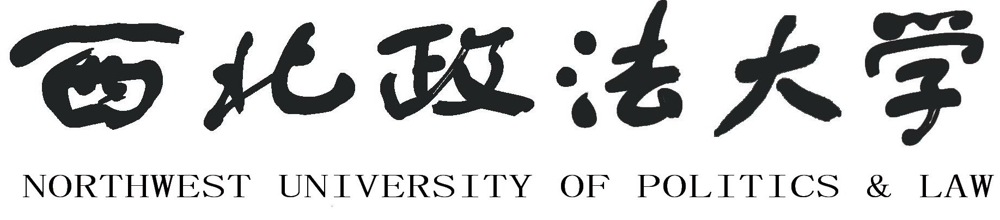 西北政法大学
NORTHWEST UNIVERSITY OF POLITICS & LAW